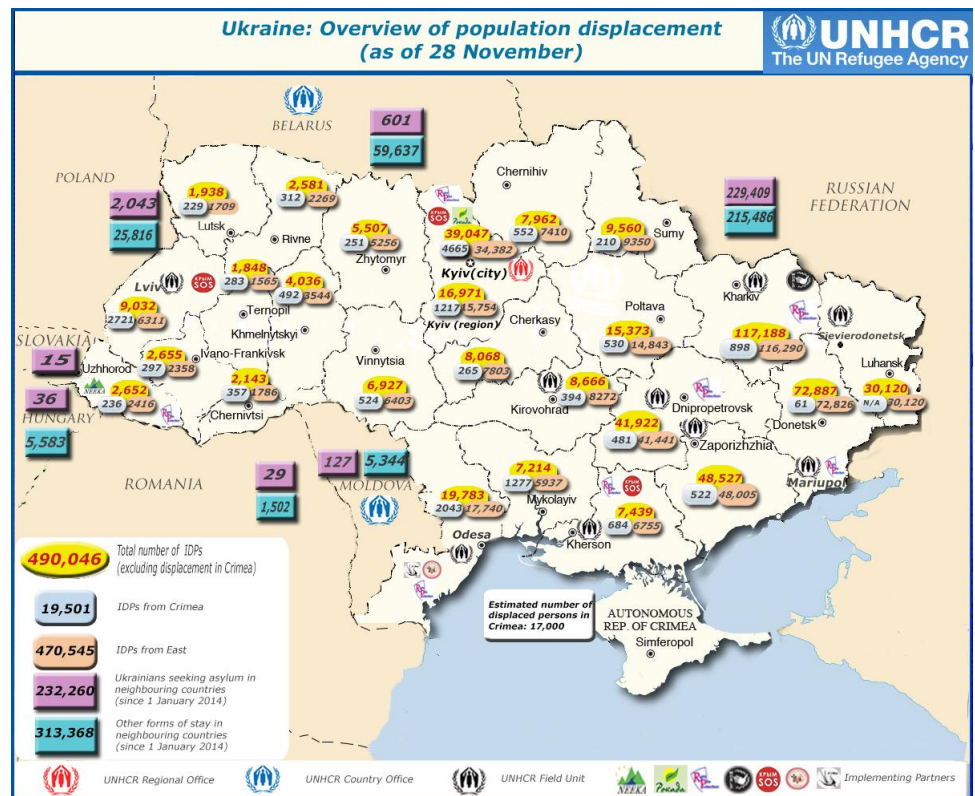 Ukraine: Overview of population displacement
(as of 28 November)
UNHCR
The UN Refugee Agency
BELARUS
601
59,637
POLAND
2,043
25,816
1,938
229 1709
Lutsk
2,581
312 2269
Rivne
5,507
251 5256
Zhytomyr
КРЫМ
SOS
Рокада
39,047
4665 34,382
Kyiv(city)
16,971
1217 15,754
Kyiv (region)
Chernihiv
7,962
552 7410
9,560
210 9350
Sumy
229,409
215,486
RUSSIAN
FEDERATION
Lviv
КРЫМ
SOS
9,032
2721 6311
1,848
283 1565
Ternopil
4,036
492 3544
Khmelnytskyi
Cherkasy
8,068
265 7803
Poltava
15,373
530 14,843
Kharkiv
117,188
898 116,290
Sievierodonetsk
Luhansk
30,120
N/A 30,120
SLOVAKIA
15
Uzhhorod
NEEKA
2,652
236 2416
2,655
297 2358
Ivano-Frankivsk
2,143
357 1786
Chernivtsi
Vinnytsia
6,927
524 6403
8,666
394 8272
Kirovohrad
Dnipropetrovsk
41,922
481 41,441
Zaporizhzhia
72,887
61 72,826
Donetsk
36
HUNGARY
5,583
ROMANIA
29
1,502
127
5,344
MOLDOVA
19,783
2043 17,740
Odesa
7,214
1277 5937
Mykolayiv
КРЫМ
SOS
7,439
684 6755
Kherson
48,527
522 48,005
Mariupol
490,046
Total number of IDPs
(excluding displacement in Crimea)
19,501
IDPs from Crimea
470,545
IDPs from East
232,260
Ukrainians seeking asylum in
neighbouring countries
(since 1 January 2014)
313,368
Other forms of stay in
neighbouring countries
(since 1 January 2014)
Estimated number of
displaced persons in
Crimea: 17,000
AUTONOMOUS
REP. OF CRIMEA
Simferopol
UNHCR Regional Office
UNHCR Country Office
UNHCR Field Unit
NEEKA
Рокада
КРЫМ
SOS
Implementing Partners